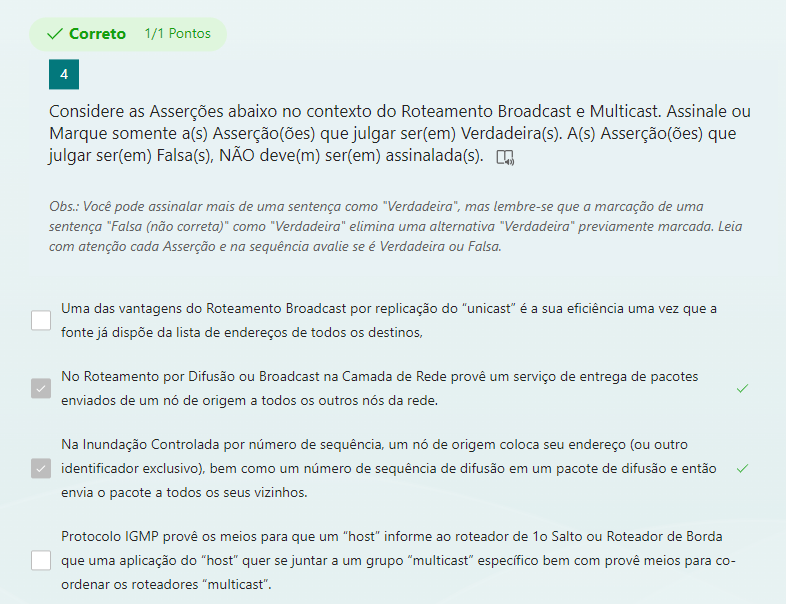 Correto 1/1 Pontos
4
Considere as Asserções abaixo no contexto do Roteamento Broadcast e Multicast. Assinale ou
Marque somente a(s) Asserção(ões) que julgar ser(em) Verdadeira(s). A(s) Asserção(ões) que
julgar ser(em) Falsa(s), NÃO deve(m) ser(em) assinalada(s).
Obs.: Você pode assinalar mais de uma sentença como "Verdadeira", mas lembre-se que a marcação de uma
sentença "Falsa (não correta)" como "Verdadeira" elimina uma alternativa "Verdadeira" previamente marcada. Leia
com atenção cada Asserção e na sequência avalie se é Verdadeira ou Falsa.
Uma das vantagens do Roteamento Broadcast por replicação do “unicast” é a sua eficiência uma vez que a
fonte já dispõe da lista de endereços de todos os destinos,
No Roteamento por Difusão ou Broadcast na Camada de Rede provê um serviço de entrega de pacotes
enviados de um nó de origem a todos os outros nós da rede.
Na Inundação Controlada por número de sequência, um nó de origem coloca seu endereço (ou outro
identificador exclusivo), bem como um número de sequência de difusão em um pacote de difusão e então
envia o pacote a todos os seus vizinhos.
Protocolo IGMP provê os meios para que um “host” informe ao roteador de 1o Salto ou Roteador de Borda
que uma aplicação do “host” quer se juntar a um grupo “multicast” específico bem com provê meios para co-
ordenar os roteadores “multicast”.